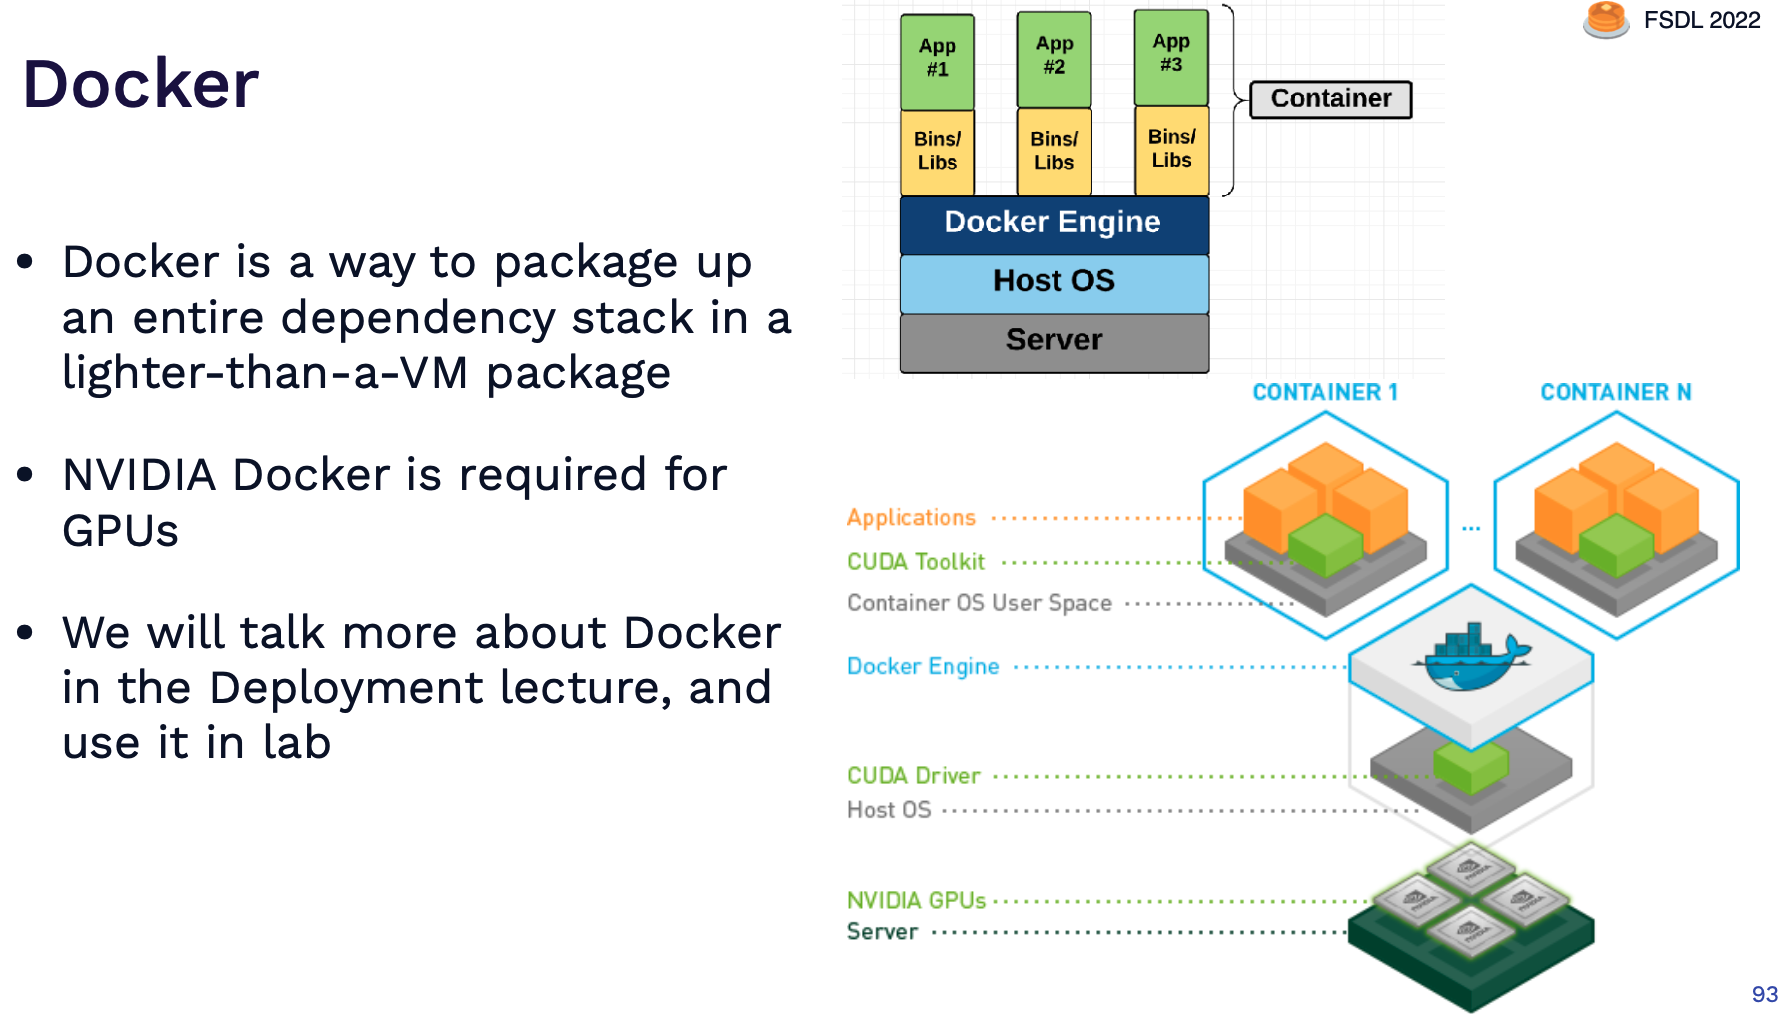 FSDL 2022
Docker
• Docker is a way to package up
an entire dependency stack in a
lighter-than-a-VM package
• NVIDIA Docker is required for
GPUs
• We will talk more about Docker
in the Deployment lecture, and
use it in lab
App
#1
App
#2
App
#3
Bins/
Libs
Bins/
Libs
Bins/
Libs
Container
Docker Engine
Host OS
Server
CONTAINER 1
CONTAINER N
...
Applications
CUDA Toolkit
Container OS User Space
Docker Engine
CUDA Driver
Host OS
NVIDIA GPUs
Server
NVIDIA
NVIDIA
NVIDIA
NVIDIA
93